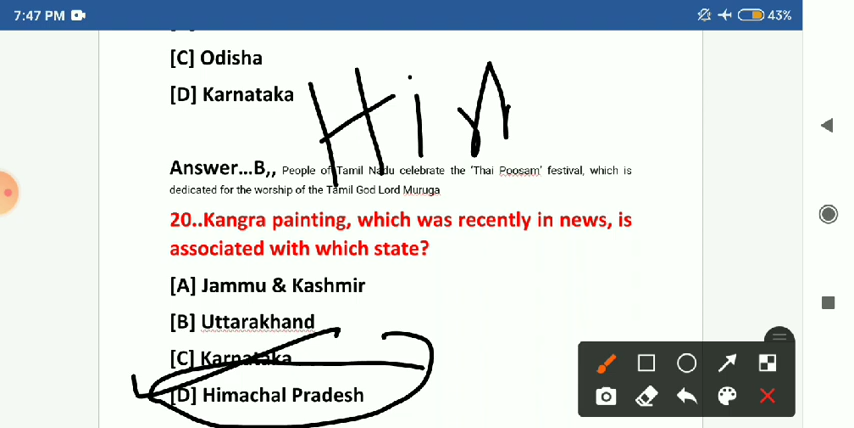 7:47 PM 43%
[C] Odisha
[D] Karnataka
Answer...B,, People of Tamil Nadu celebrate the 'Thai Poosam' festival, which is
dedicated for the worship of the Tamil God Lord Muruga
20..Kangra painting, which was recently in news, is
associated with which state?
[A] Jammu & Kashmir
[B] Uttarakhand
[C] Karnataka
[D] Himachal Pradesh